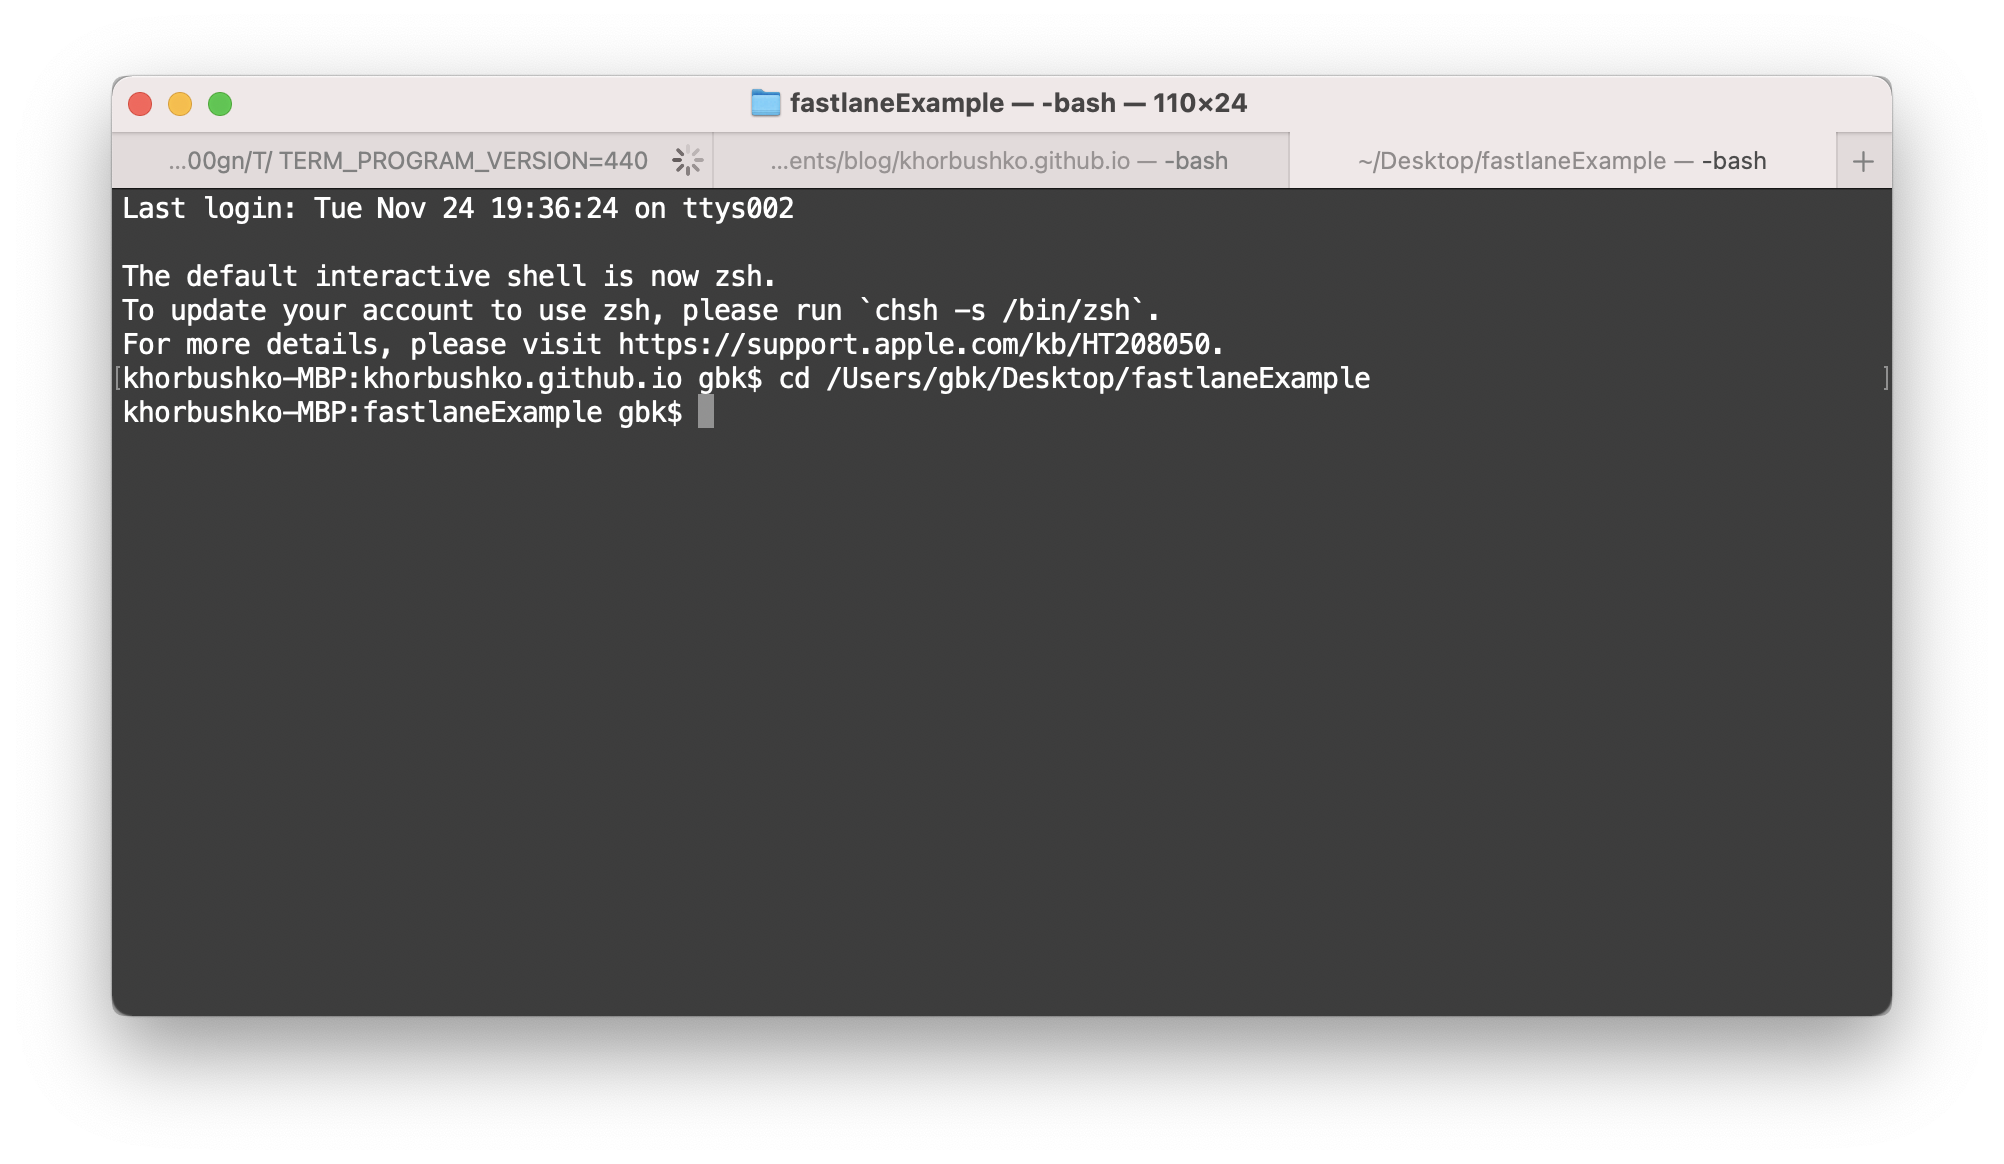 fastlaneExample — -bash — 110×24
...00gn/T/ TERM_PROGRAM_VERSION=440
...ents/blog/khorbushko.github.io — -bash
~/Desktop/fastlaneExample — -bash
Last login: Tue Nov 24 19:36:24 on ttys002
The default interactive shell is now zsh.
To update your account to use zsh, please run `chsh -s /bin/zsh`.
For more details, please visit https://support.apple.com/kb/HT208050.
[khorbushko-MBP:khorbushko.github.io gbk$ cd /Users/gbk/Desktop/fastlaneExample ]
khorbushko-MBP:fastlaneExample gbk$